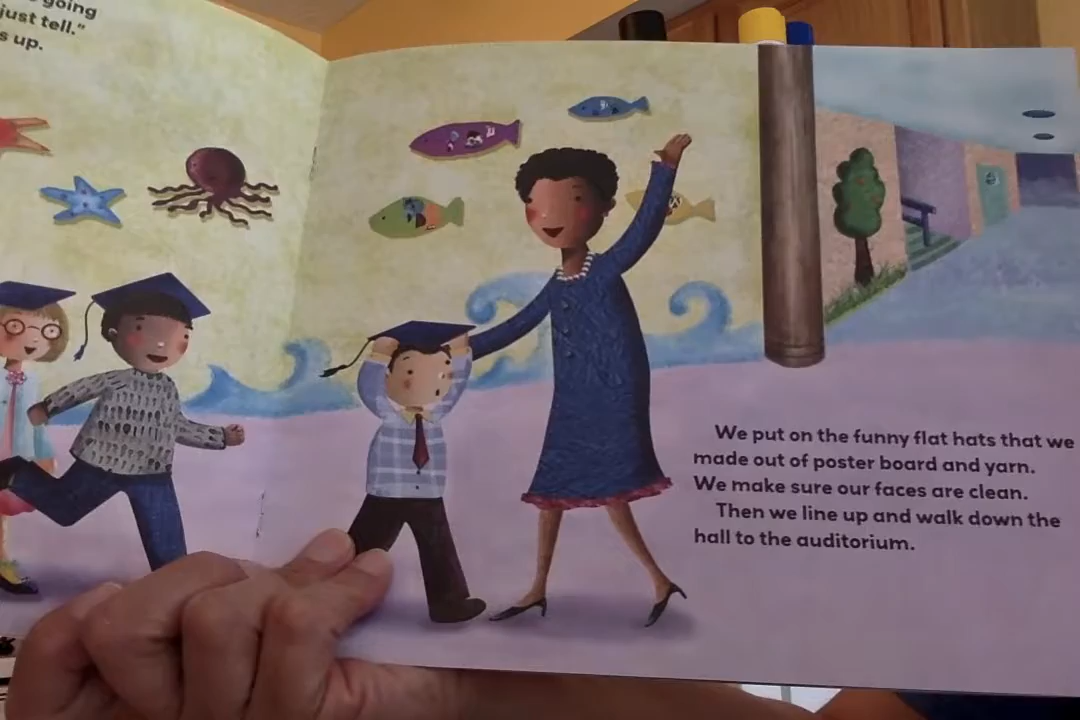 going
just tell."
s up.
We put on the funny flat hats that we
made out of poster board and yarn.
We make sure our faces are clean.
Then we line up and walk down the
hall to the auditorium.